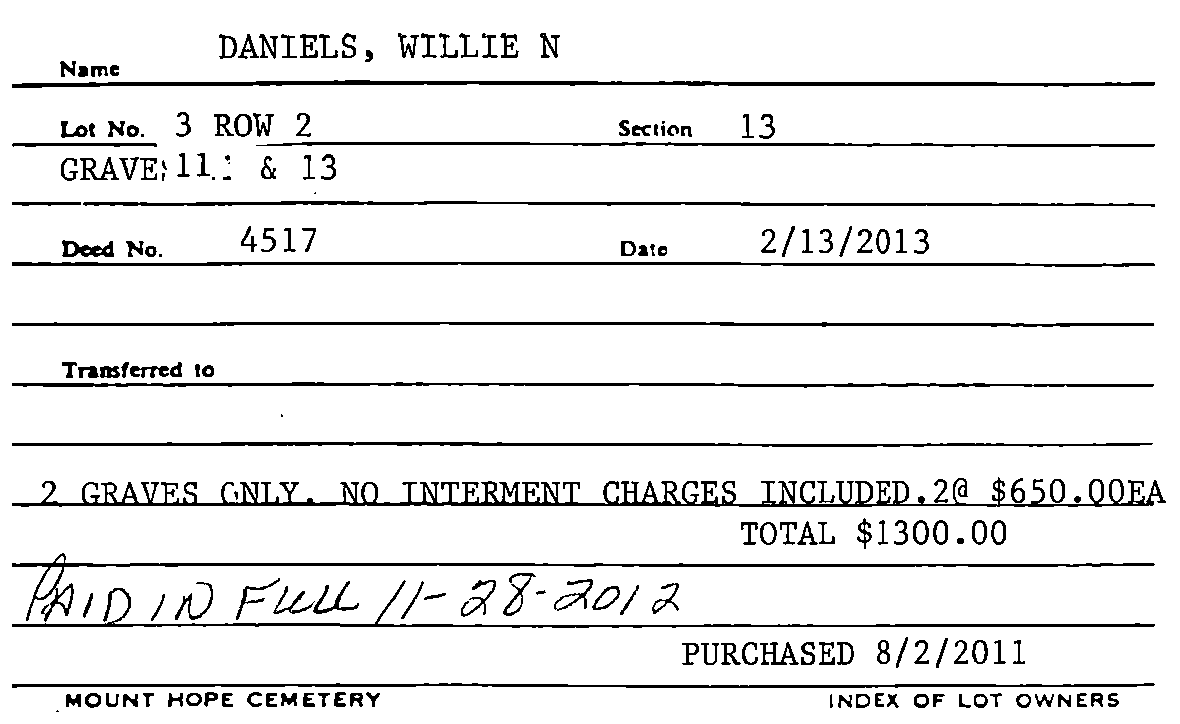 Name DANIELS, WILLIE N
Lot No. 3 ROW 2 Section 13
GRAVE & 13
Deed No. 4517 Date 2/13/2013
Transferred to
2 GRAVES ONLY. NO INTERMENT CHARGES INCLUDED.2@ $650.00EA
TOTAL $1300.00
PAID IN FULL 11-28-2012
PURCHASED 8/2/2011
MOUNT HOPE CEMETERY INDEX OF LOT OWNERS